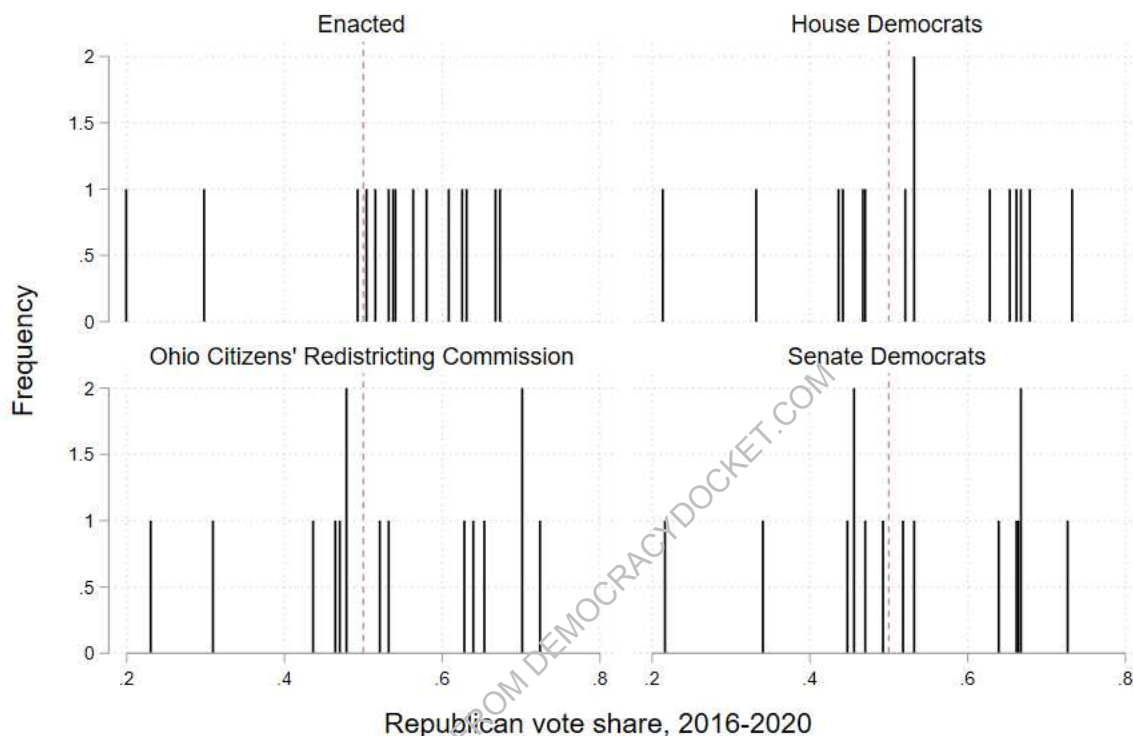 Enacted
House Democrats
2
1.5
1
.5
0
Ohio Citizens' Redistricting Commission
Senate Democrats
2
1.5
1
.5
0
Frequency
.2
.4
.6
.8
.2
.4
.6
.8
Republican vote share, 2016-2020
FROM DEMOCRACYDOCKET.COM